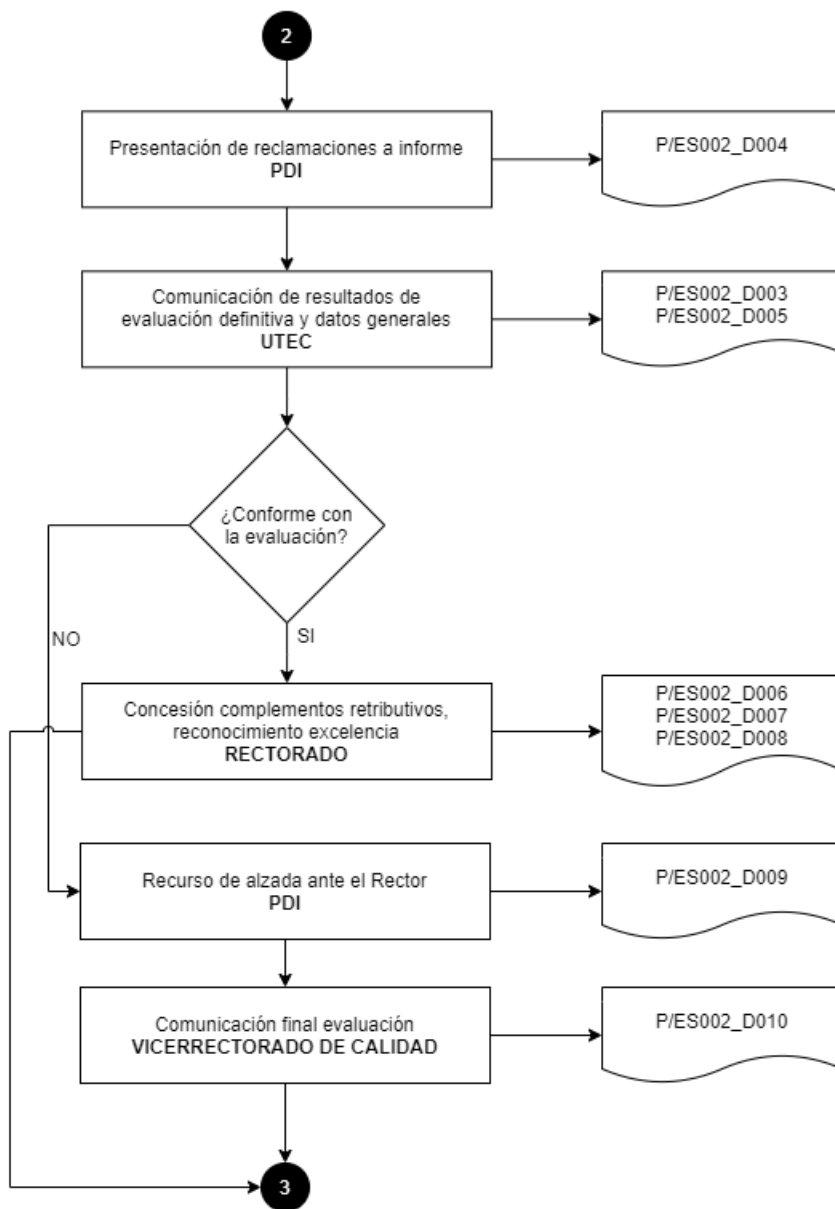 2
Presentación de reclamaciones a informe
PDI
P/ES002_D004
Comunicación de resultados de
evaluación definitiva y datos generales
UTEC
P/ES002_D003
P/ES002_D005
¿Conforme con
la evaluación?
NO
SI
Concesión complementos retributivos,
reconocimiento excelencia
RECTORADO
P/ES002_D006
P/ES002_D007
P/ES002_D008
Recurso de alzada ante el Rector
PDI
P/ES002_D009
Comunicación final evaluación
VICERRECTORADO DE CALIDAD
P/ES002_D010
3